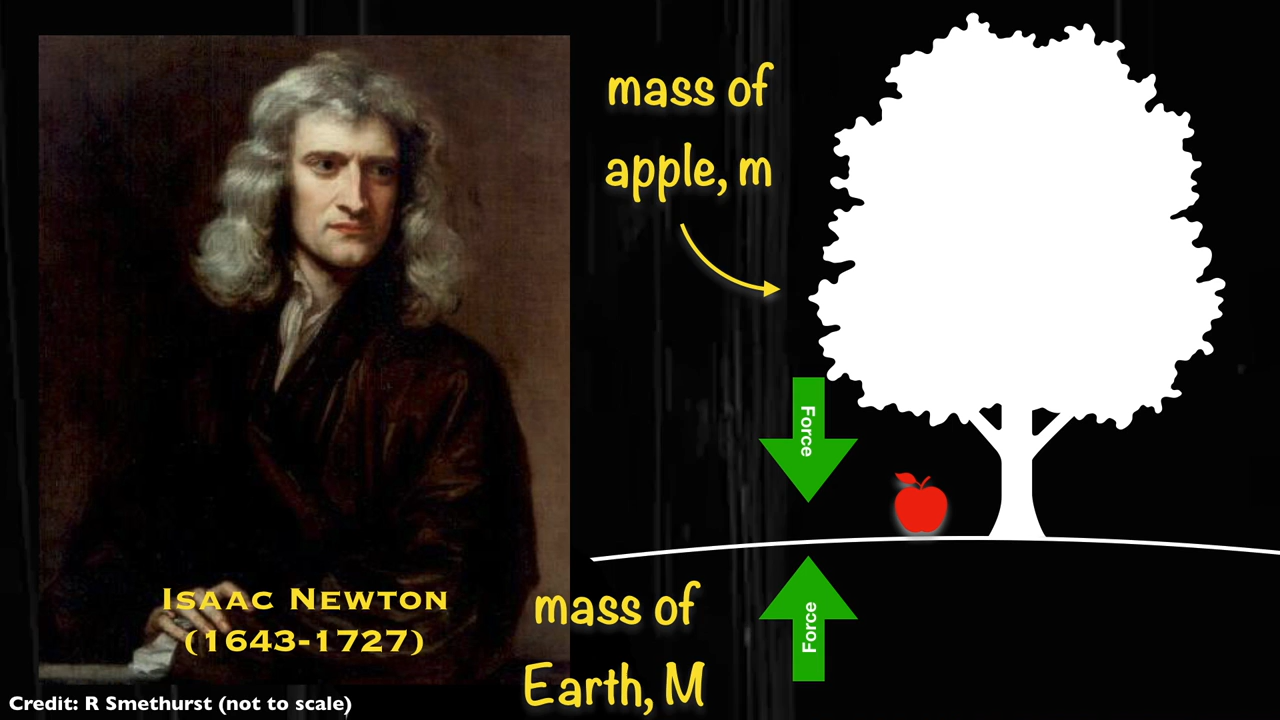 mass of
apple, m
Force
Force
Isaac Newton
(1643-1727)
mass of
Earth, M
Credit: R Smethurst (not to scale)